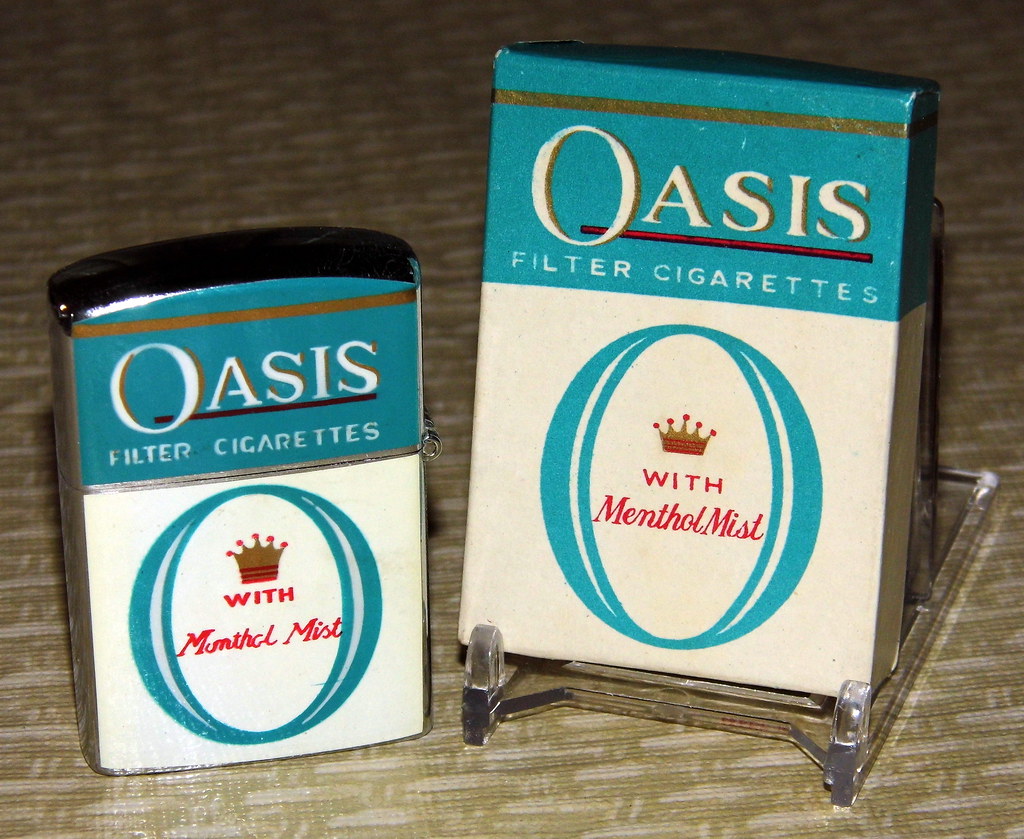 OASIS
FILTER CIGARETTES
WITH
Menthol Mist
OASIS
FILTER CIGARETTES
WITH
Menthol Mist